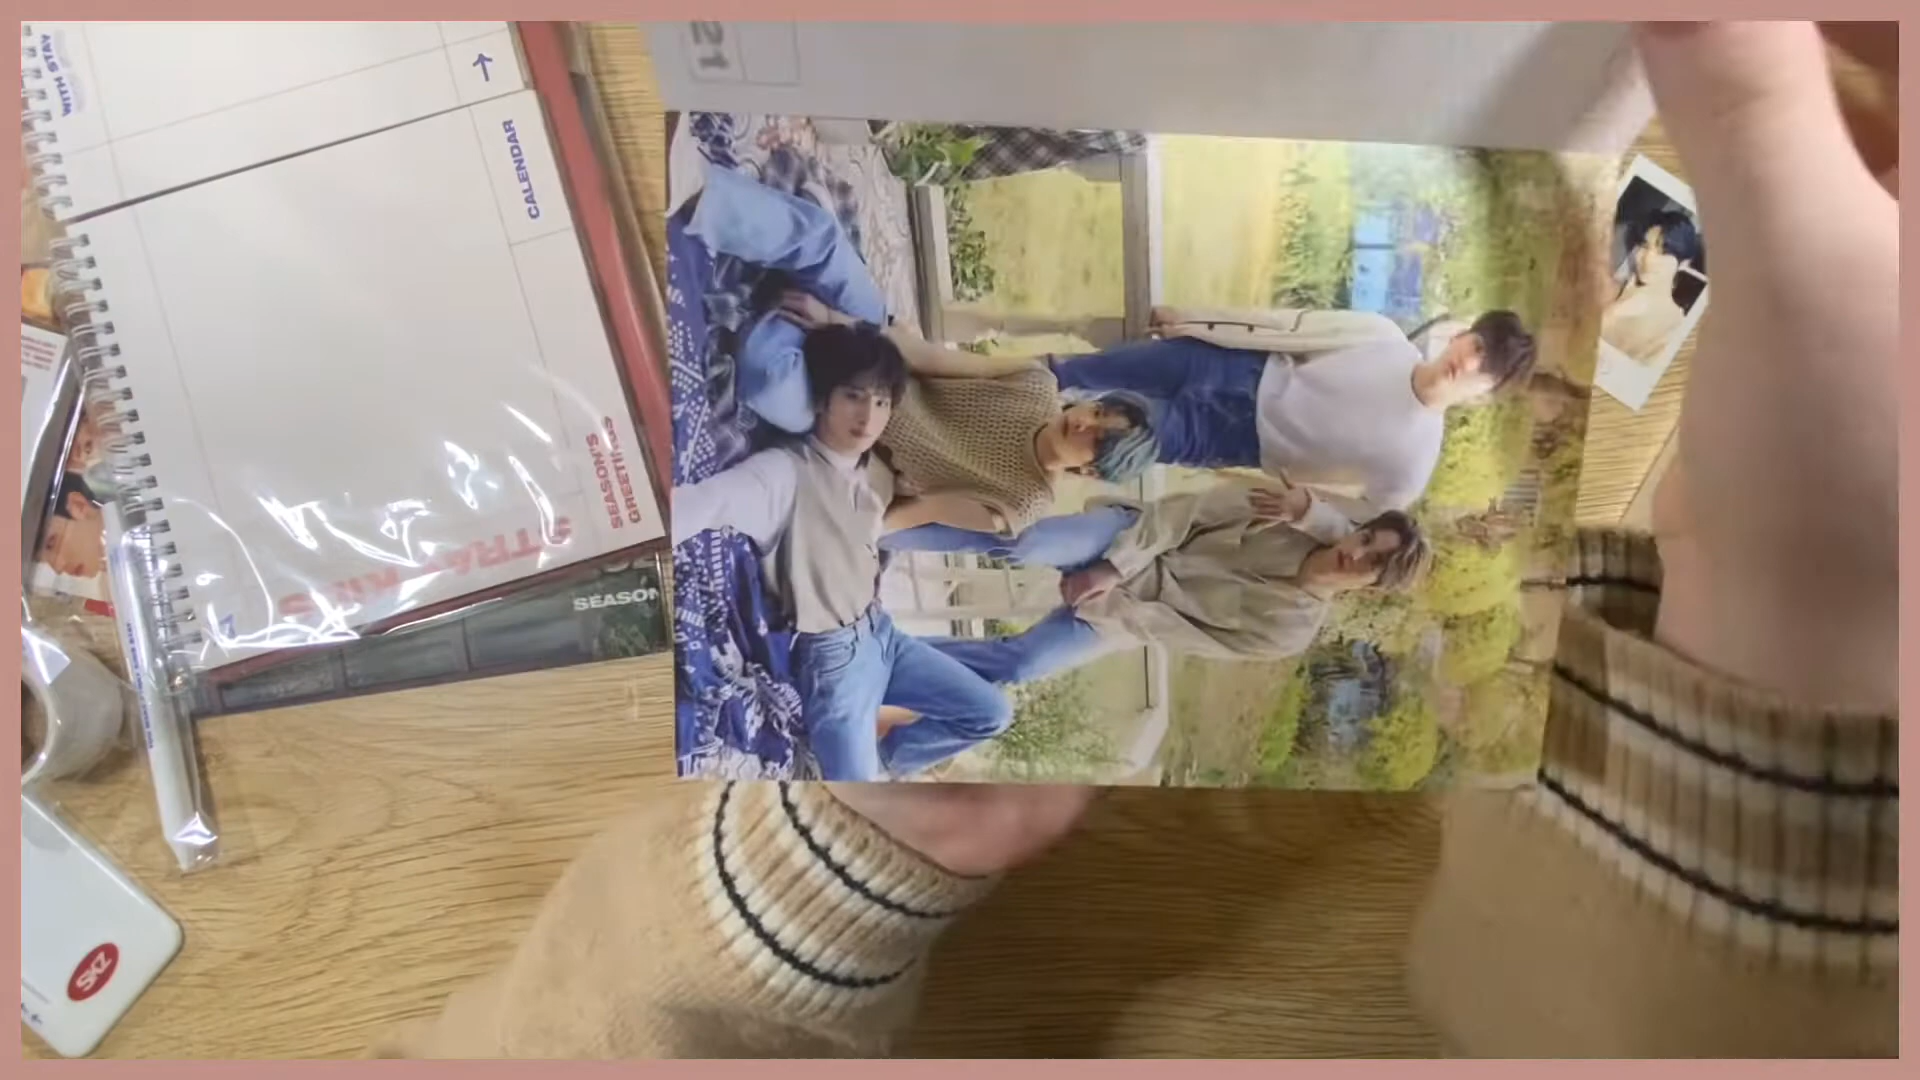 WITH STAY
↑
CALENDAR
SEASON'S
GREETINGS
STRAY KIDS
SEASON
21
SKZ